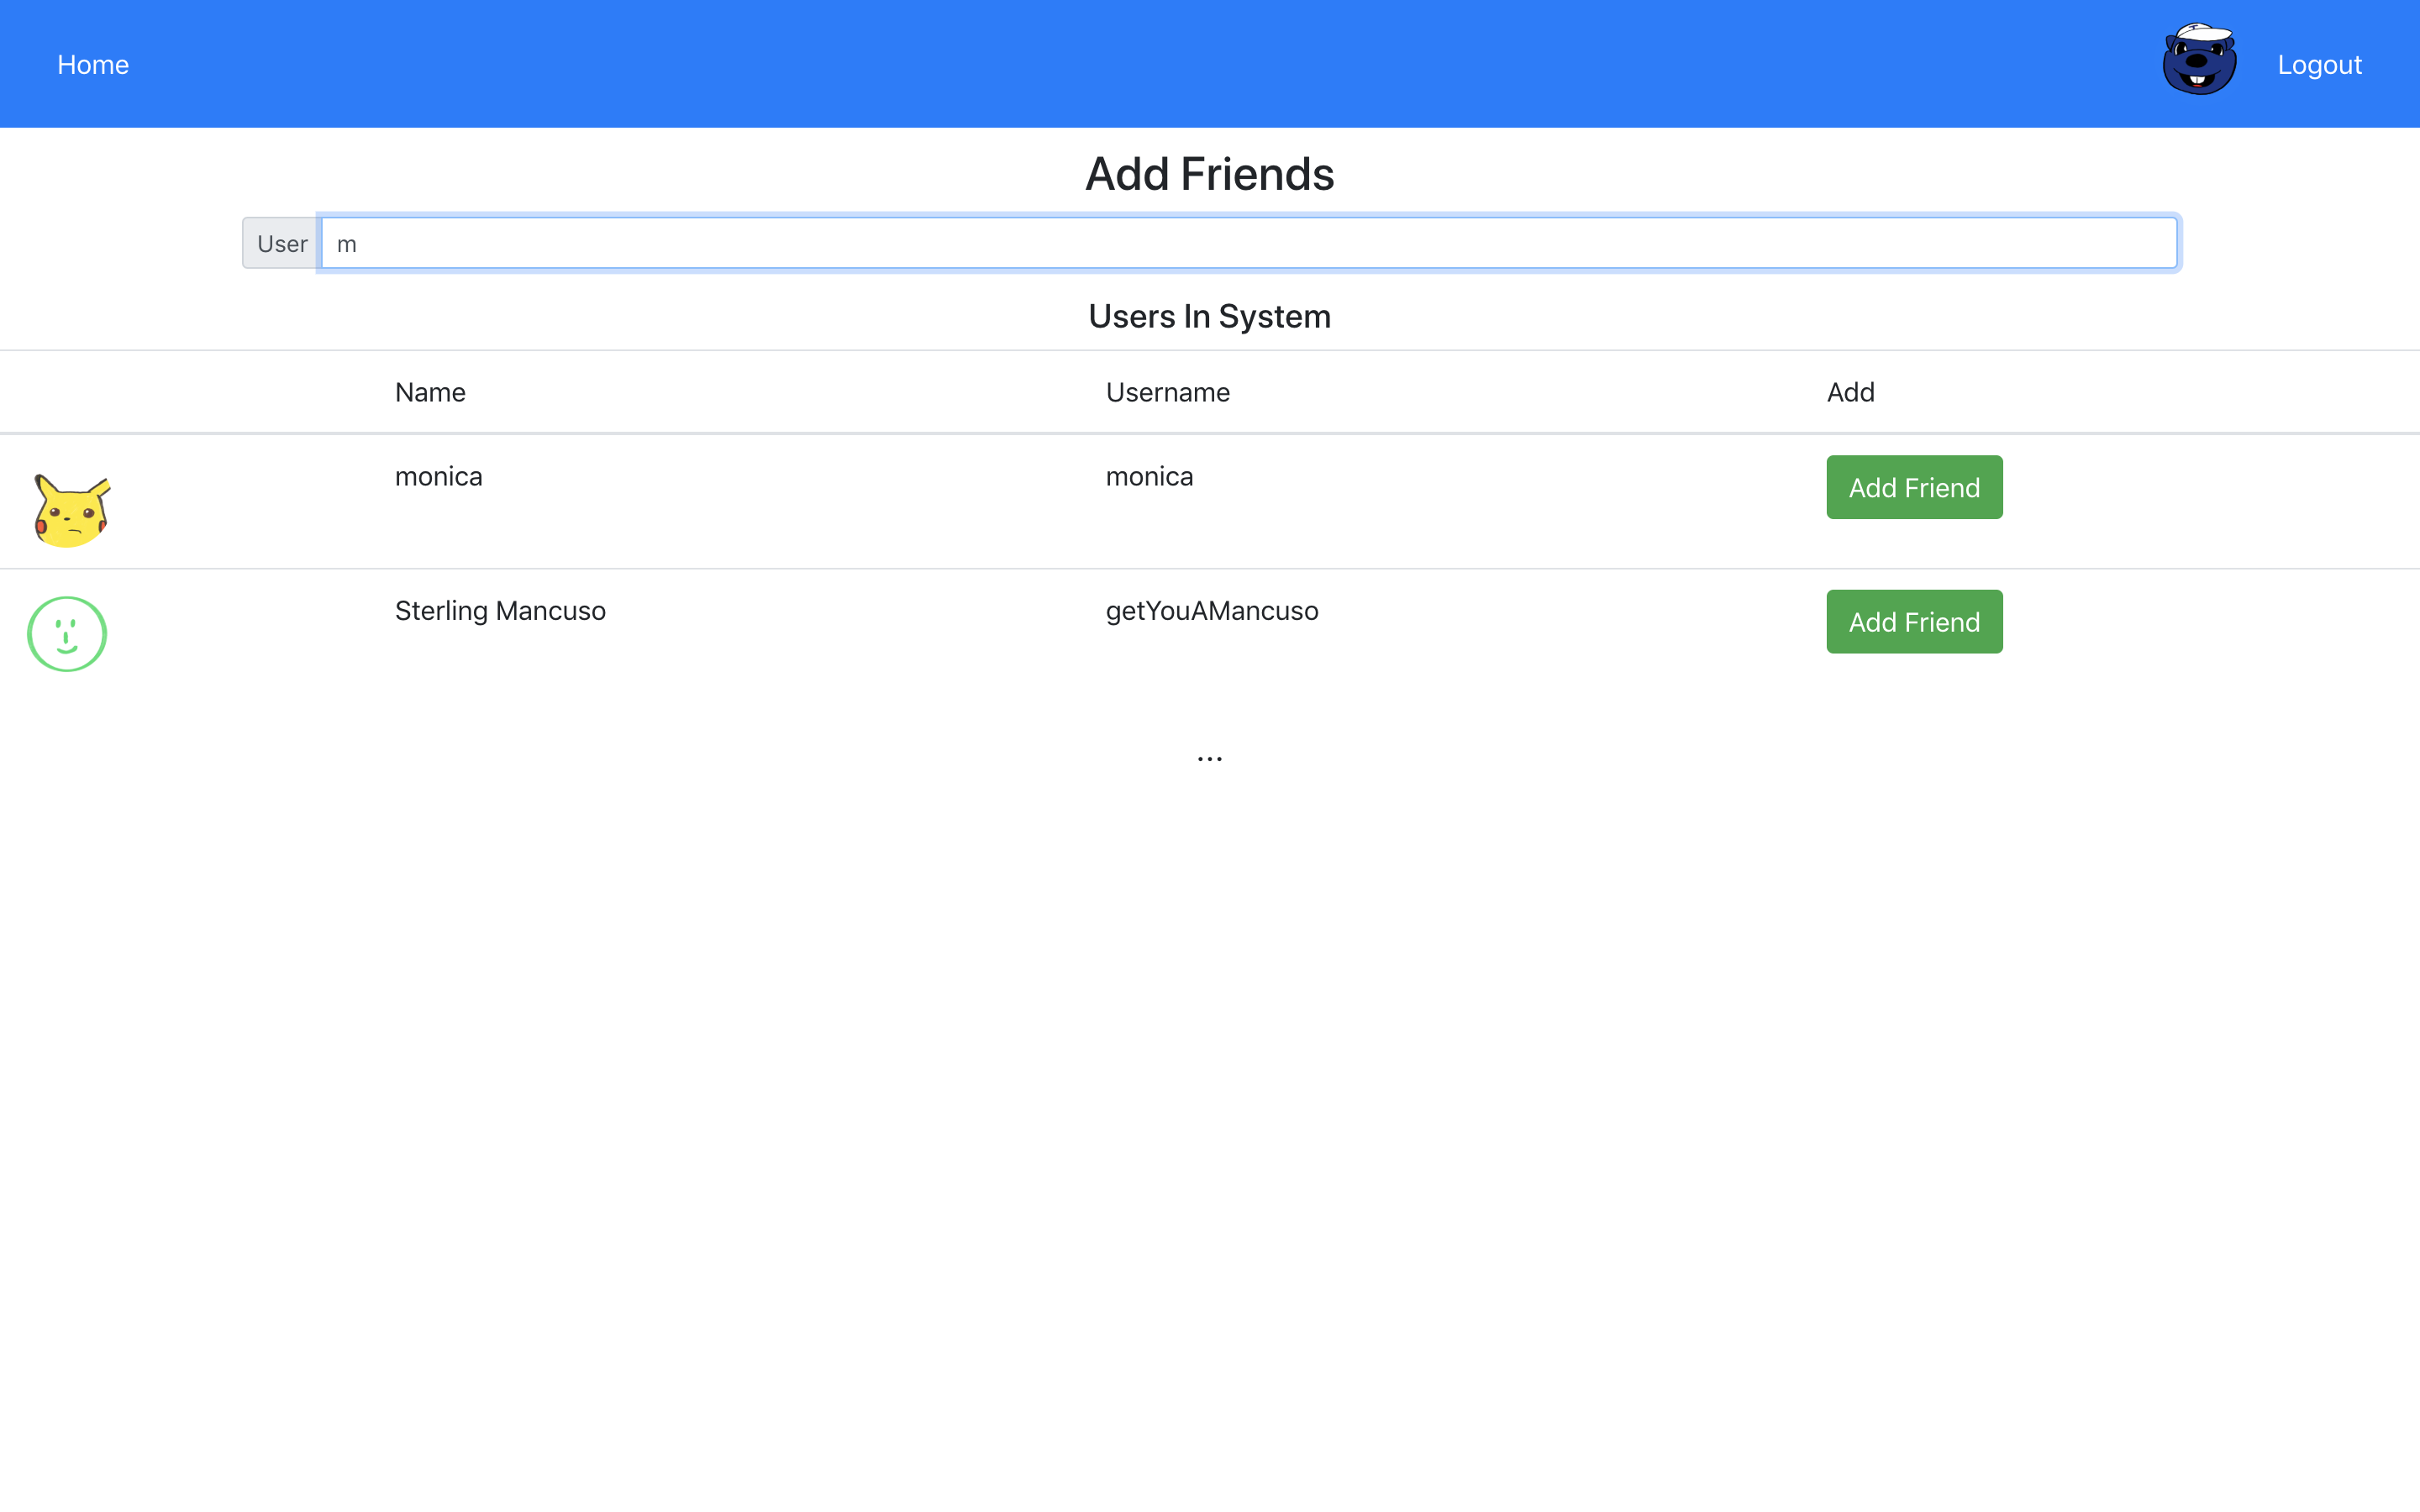 Home Logout
Add Friends
User m
Users In System
Name Username Add
monica monica Add Friend
Sterling Mancuso getYouAMancuso Add Friend
...